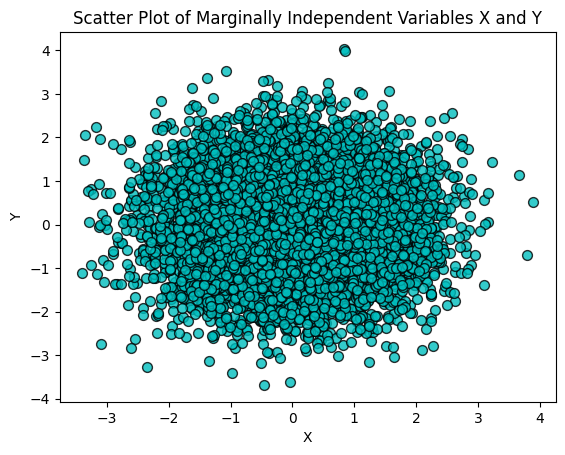 Scatter Plot of Marginally Independent Variables X and Y
4
3
2
1
0
−1
−2
−3
−4
Y
−3 −2 −1 0 1 2 3 4
X